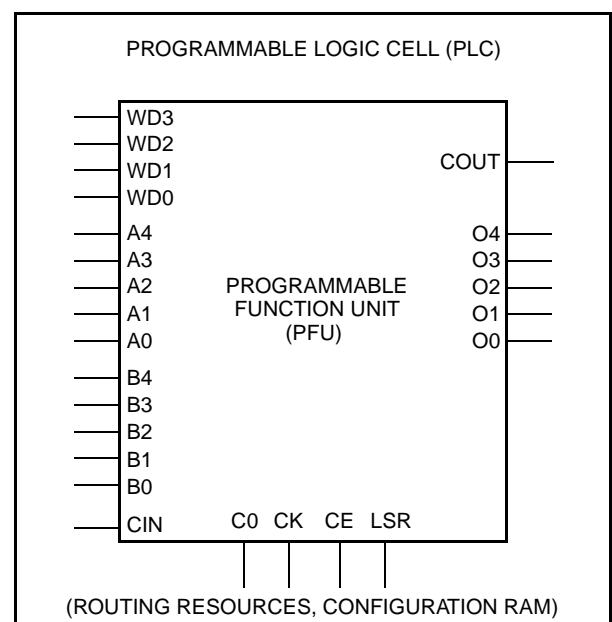 PROGRAMMABLE LOGIC CELL (PLC)
WD3
WD2
WD1
WD0
A4
A3
A2
A1
A0
B4
B3
B2
B1
B0
CIN
PROGRAMMABLE
FUNCTION UNIT
(PFU)
COUT
O4
O3
O2
O1
O0
C0 CK CE LSR
(ROUTING RESOURCES, CONFIGURATION RAM)